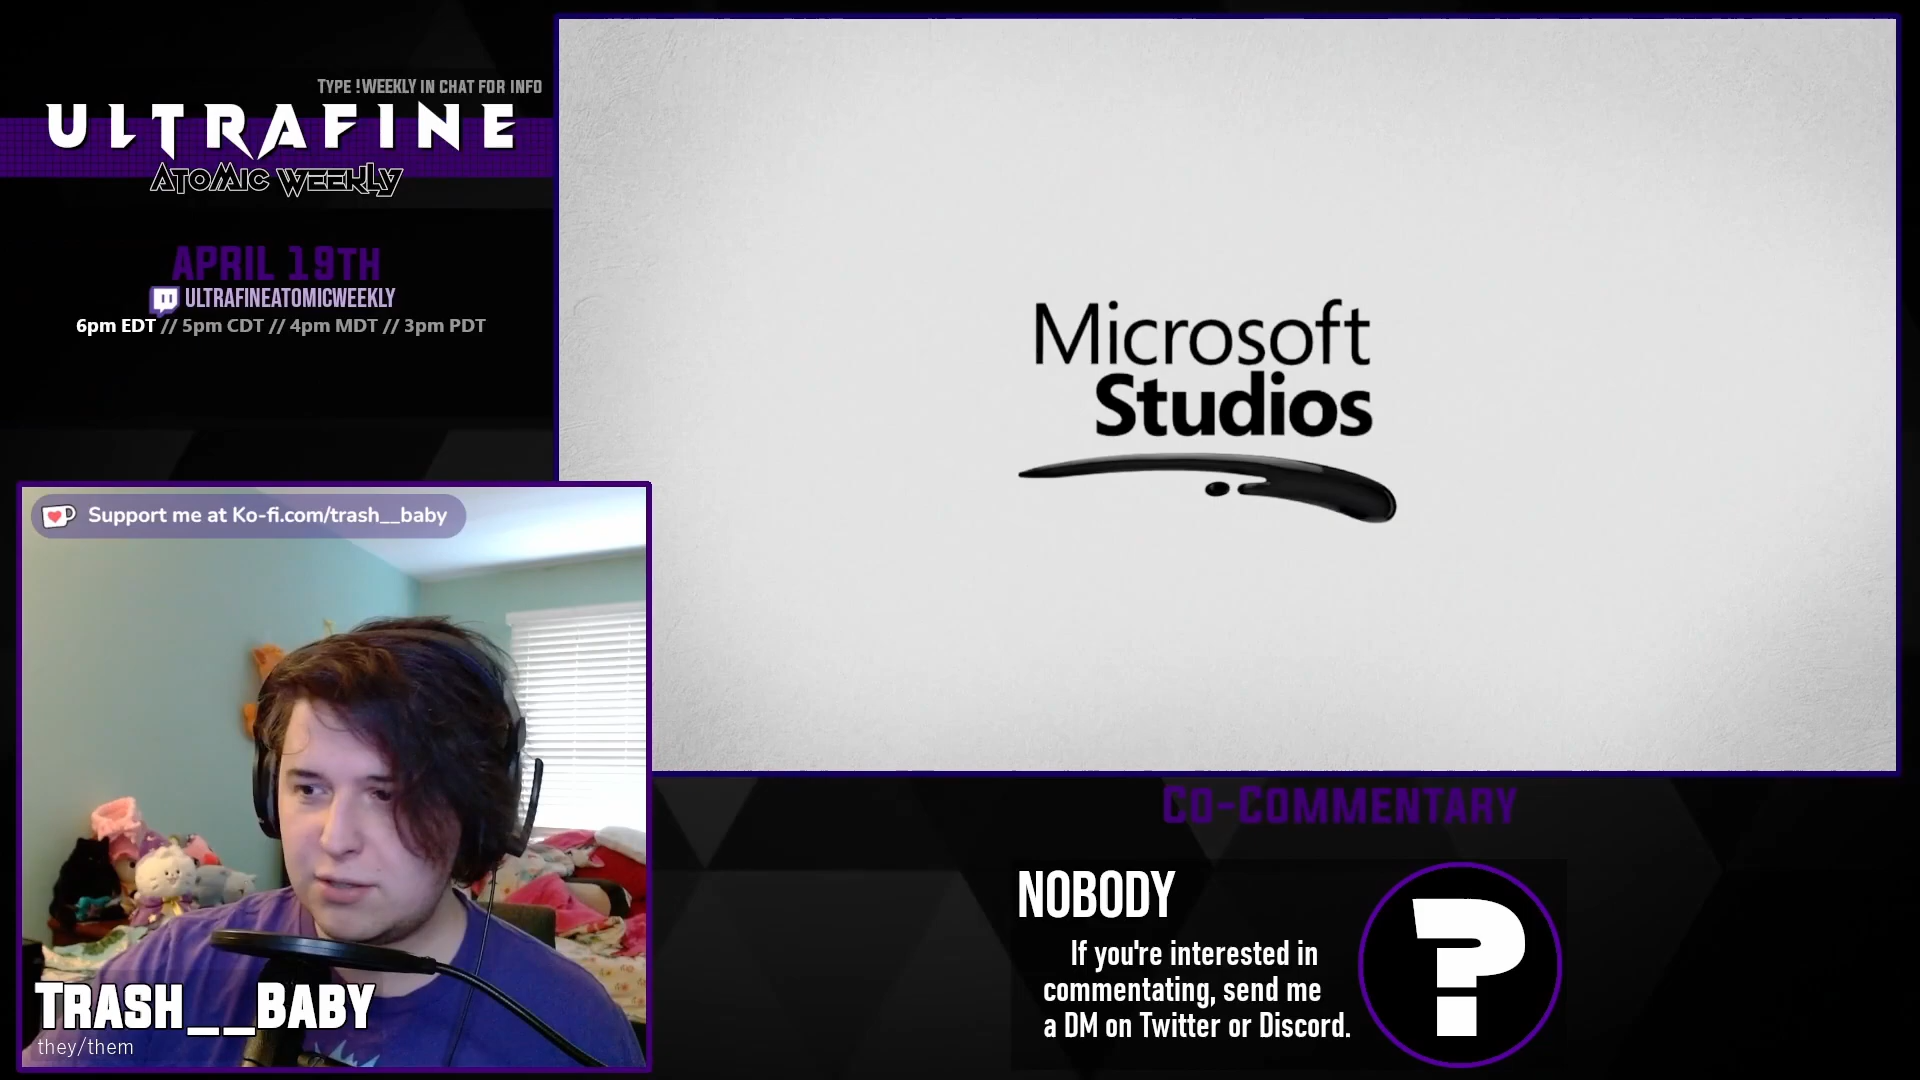 TYPE !WEEKLY IN CHAT FOR INFO
ULTRAFINE
ATOMIC WEEKLY
APRIL 19TH
ULTRAFINEATOMICWEEKLY
6pm EDT // 5pm CDT // 4pm MDT // 3pm PDT
Microsoft
Studios
Support me at Ko-fi.com/trash__baby
TRASH__BABY
they/them
CO-COMMENTARY
NOBODY
If you're interested in
commentating, send me
a DM on Twitter or Discord.
?